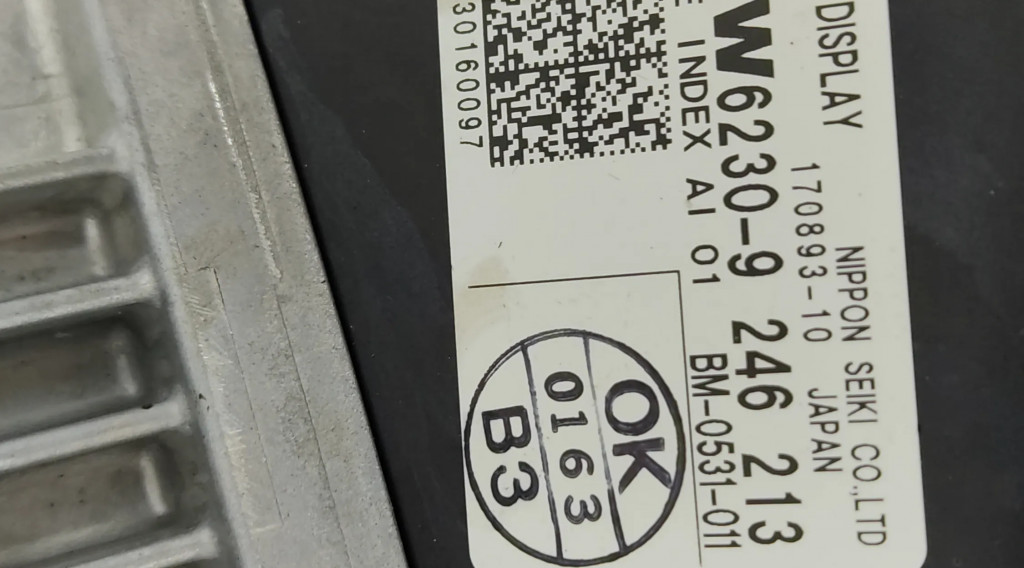 DISPLAY NIPPON SEIKI CO.,LTD
170893-10 JAPAN
W6230-9 246 213
E INDEX AI 01 BM-0531-011
30160097
OK
0163
B3